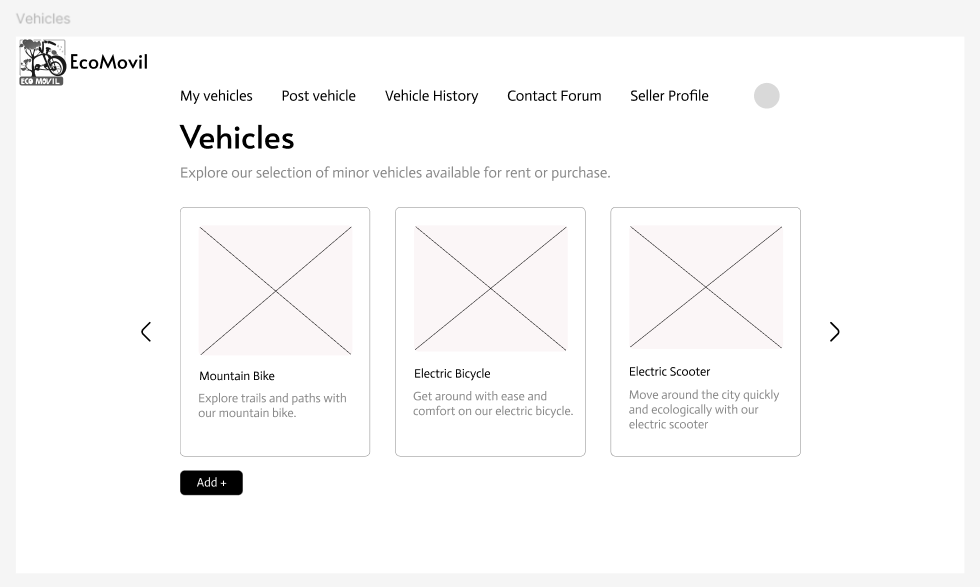 Vehicles
ECO MOVIL
EcoMovil
My vehicles Post vehicle Vehicle History Contact Forum Seller Profile
Vehicles
Explore our selection of minor vehicles available for rent or purchase.
Mountain Bike
Explore trails and paths with
our mountain bike.
Electric Bicycle
Get around with ease and
comfort on our electric bicycle.
Electric Scooter
Move around the city quickly
and ecologically with our
electric scooter
Add +